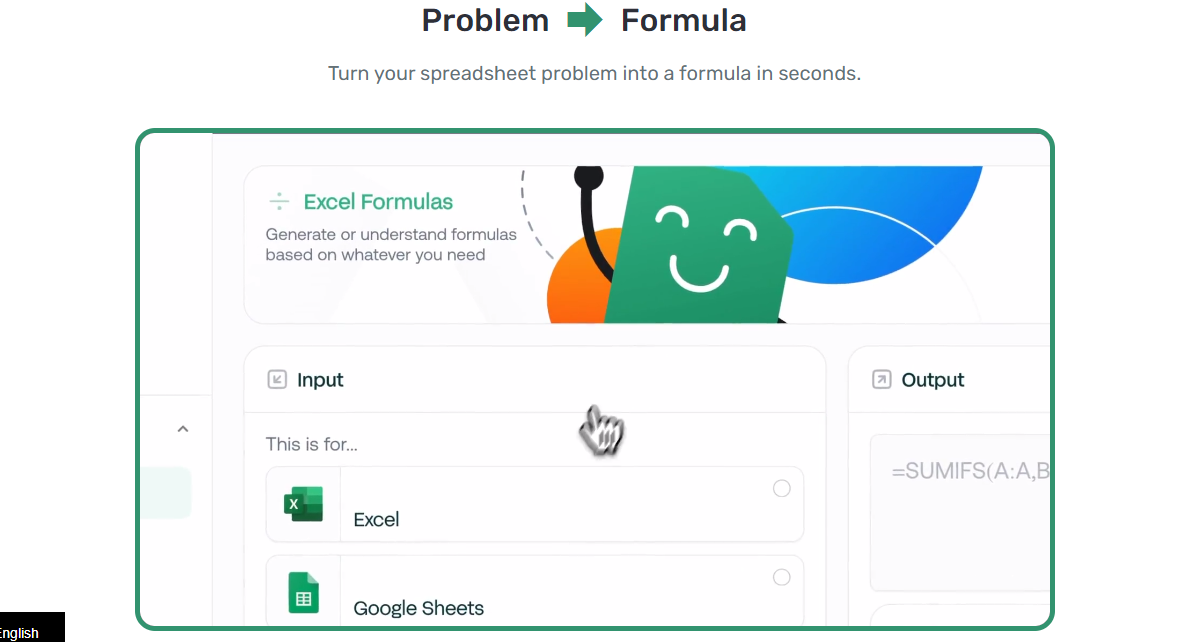 Problem Formula
Turn your spreadsheet problem into a formula in seconds.
Excel Formulas
Generate or understand formulas
based on whatever you need
Input
Output
This is for...
=SUMIFS(A:A,B
X
Excel
Google Sheets
English